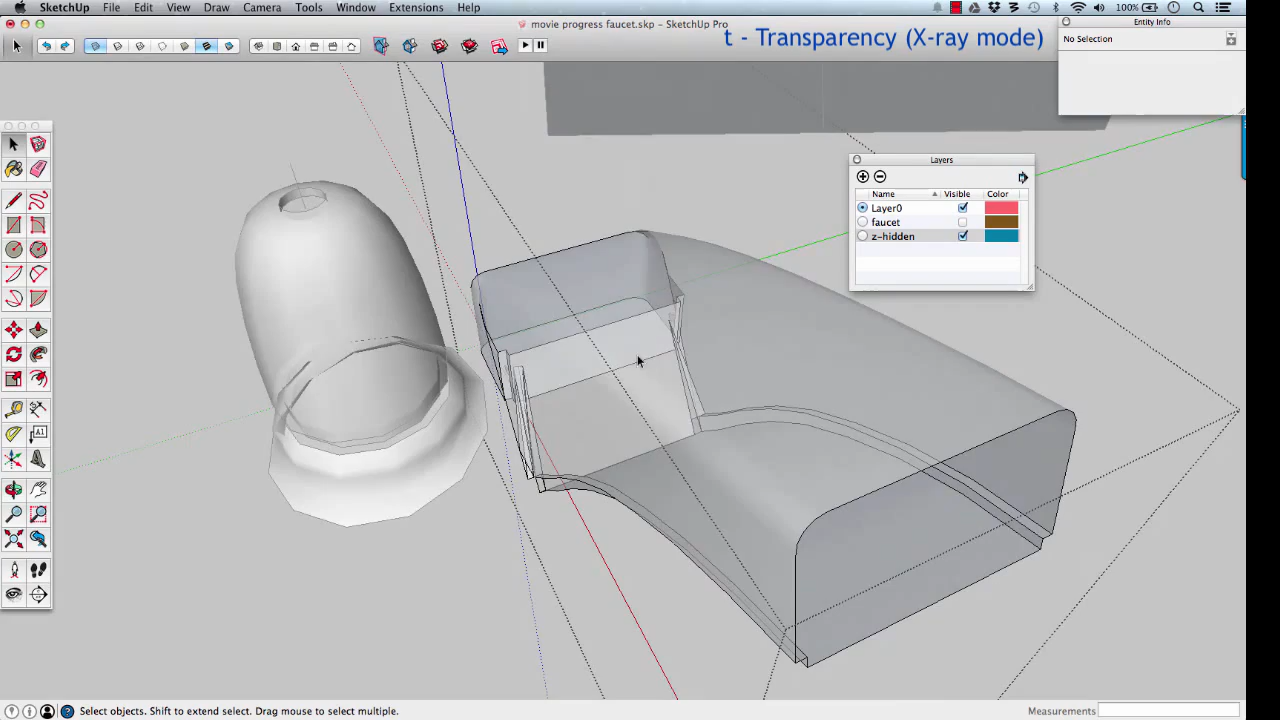 SketchUp File Edit View Draw Camera Tools Window Extensions Help 100%
movie progress faucet.skp - SketchUp Pro
t - Transparency (X-ray mode)
Entity Info
No Selection
Layers
Name Visible Color
Layer0
faucet
z-hidden
A1
Select objects. Shift to extend select. Drag mouse to select multiple.
Measurements